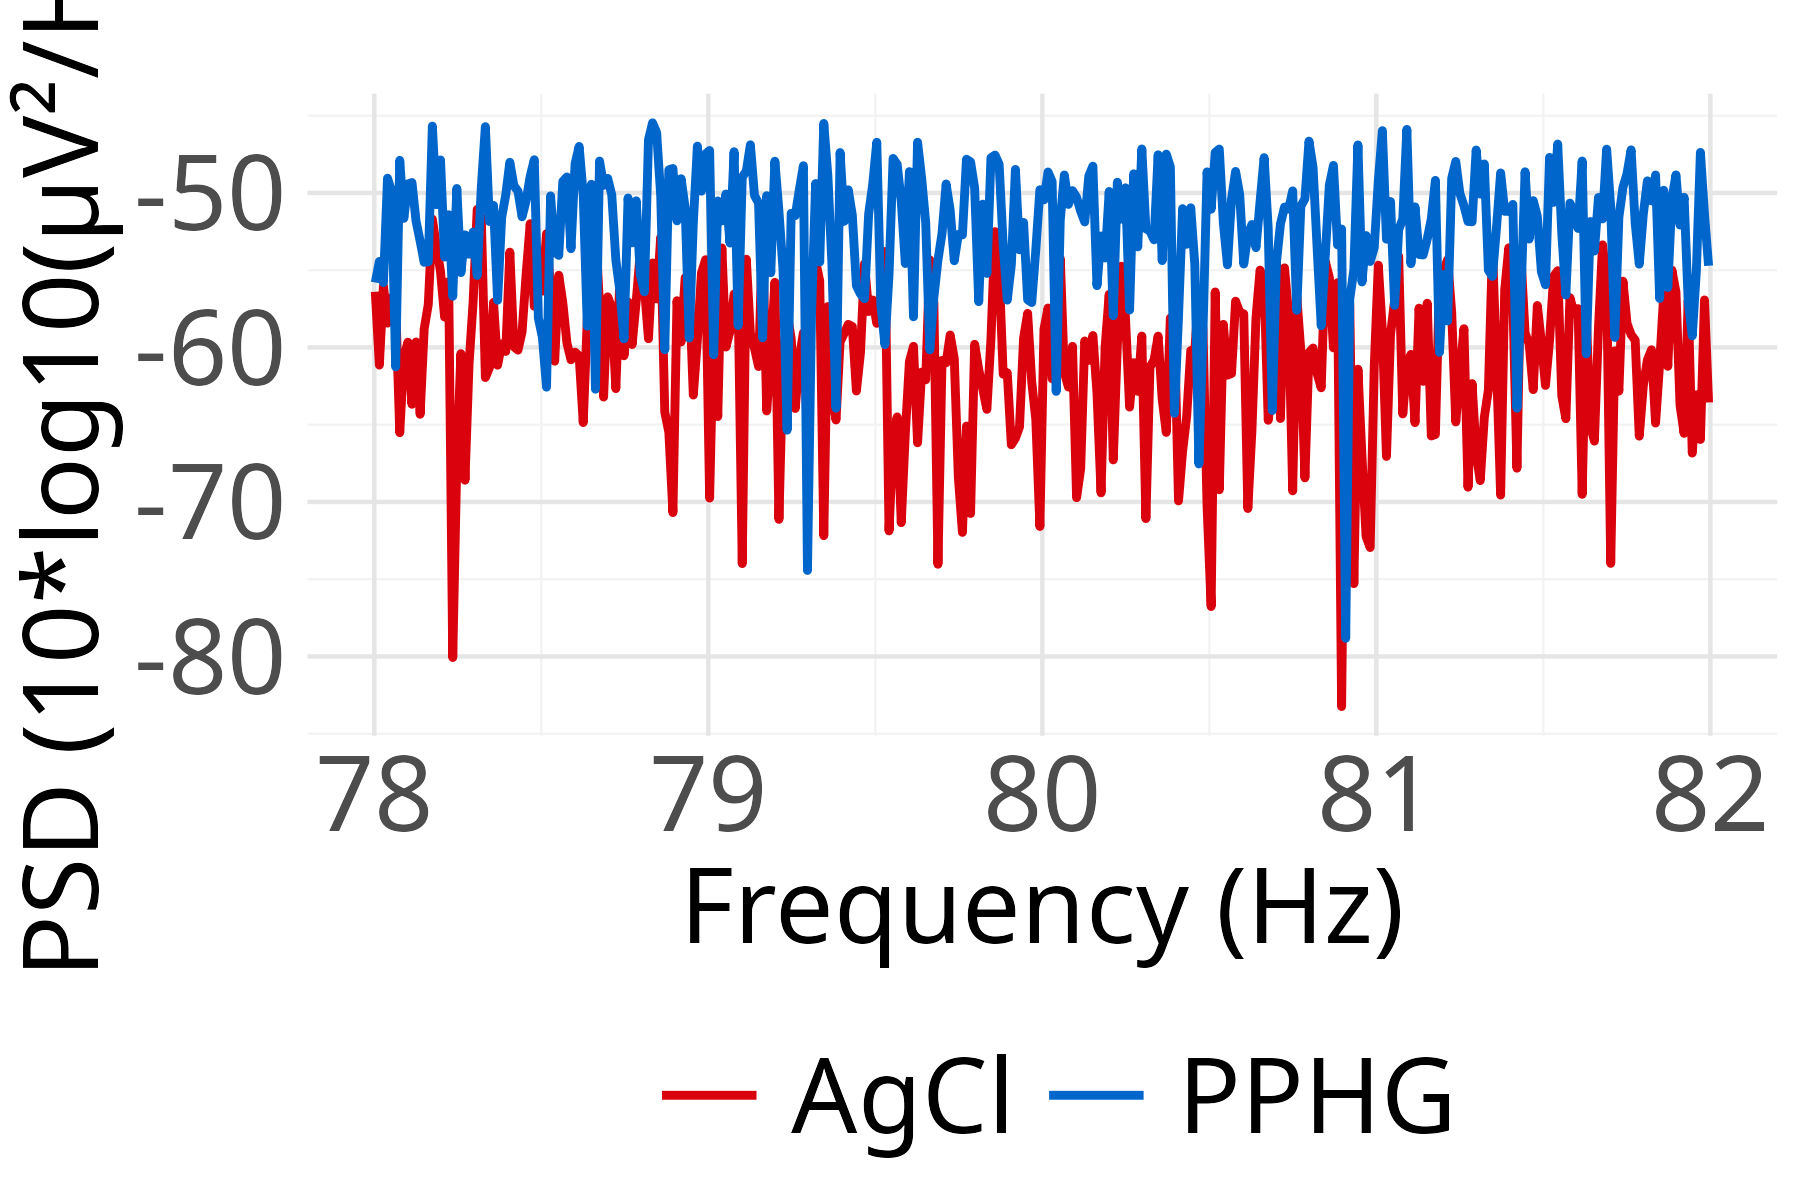 PSD (10*log10(µV²/H
-50
-60
-70
-80
78 79 80 81 82
Frequency (Hz)
AgCl PPHG